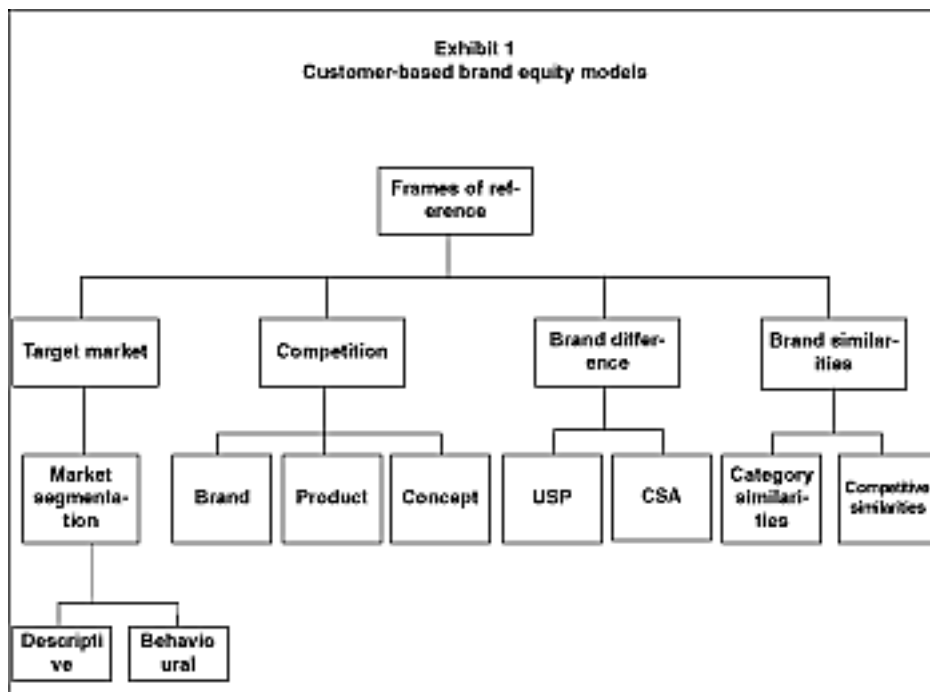 Exhibit 1
Customer-based brand equity models
Frames of ref-
erence
Target market
Competition
Brand differ-
ence
Brand similar-
ities
Market
segmenta-
tion
Brand
Product
Concept
USP
CSA
Category
similari-
ties
Competitive
similarities
Descripti
ve
Behavio
ural